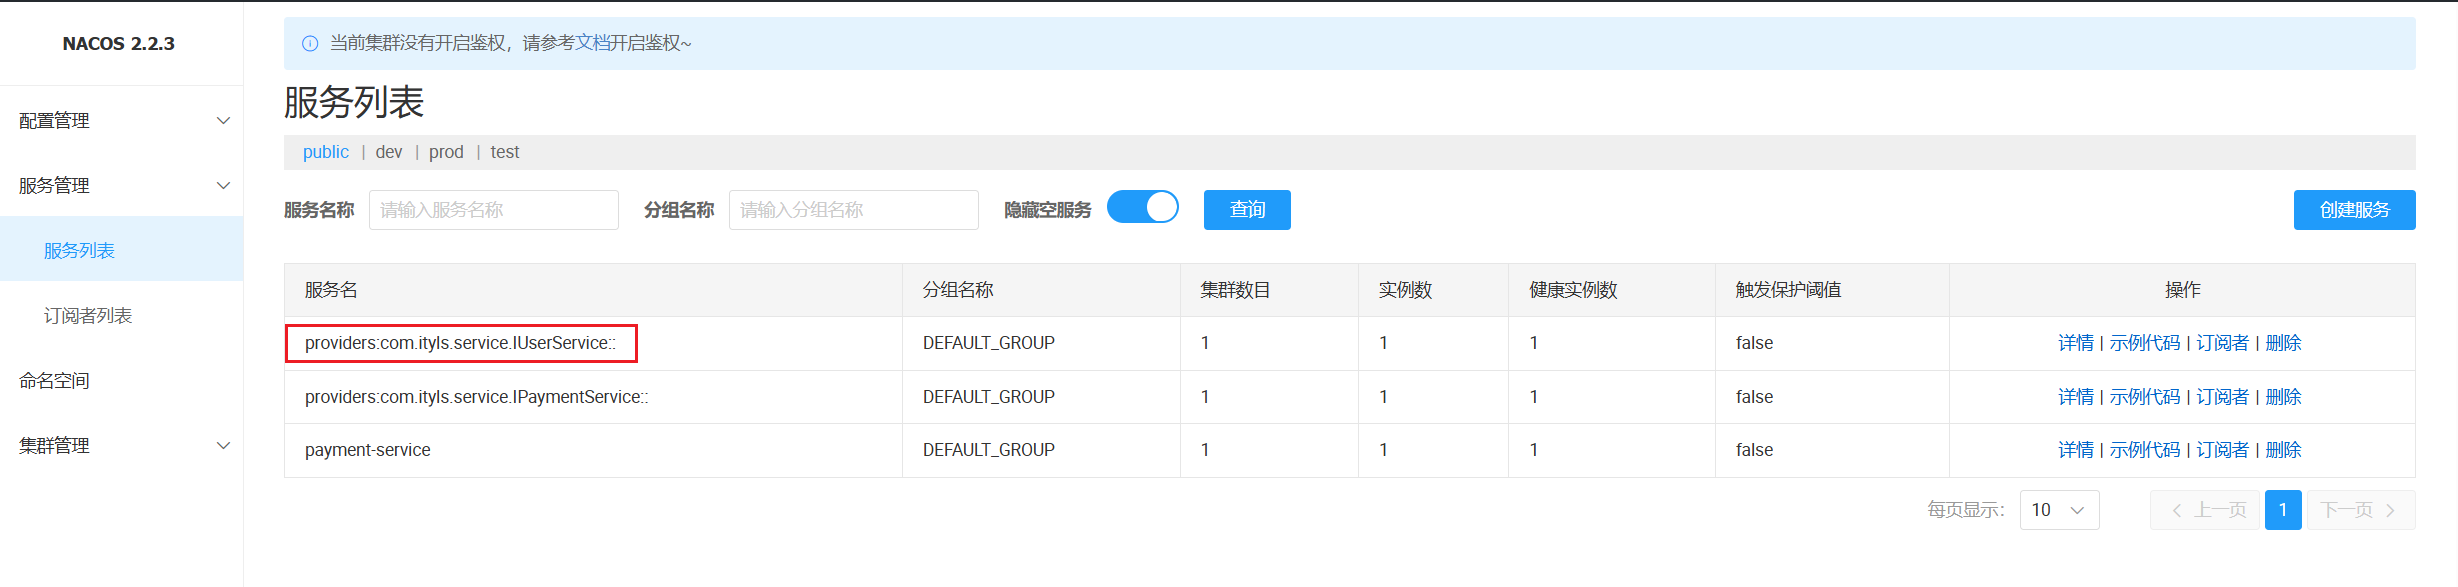 NACOS 2.2.3
当前集群没有开启鉴权，请参考文档开启鉴权~
服务列表
配置管理
public | dev | prod | test
服务管理
服务名称 请输入服务名称 分组名称 请输入分组名称 隐藏空服务 查询 创建服务
服务列表
订阅者列表
命名空间
集群管理
服务名 分组名称 集群数目 实例数 健康实例数 触发保护阈值 操作
providers:com.ityls.service.IUserService:: DEFAULT_GROUP 1 1 1 false 详情 | 示例代码 | 订阅者 | 删除
providers:com.ityls.service.IPaymentService:: DEFAULT_GROUP 1 1 1 false 详情 | 示例代码 | 订阅者 | 删除
payment-service DEFAULT_GROUP 1 1 1 false 详情 | 示例代码 | 订阅者 | 删除
每页显示： 10 上一页 1 下一页